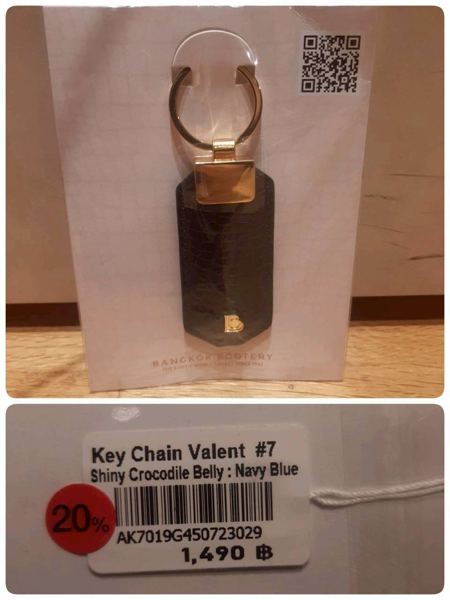 B
BANGKOK BOOTERY
Key Chain Valent #7
Shiny Crocodile Belly : Navy Blue
20%
AK7019G450723029
1,490 ฿